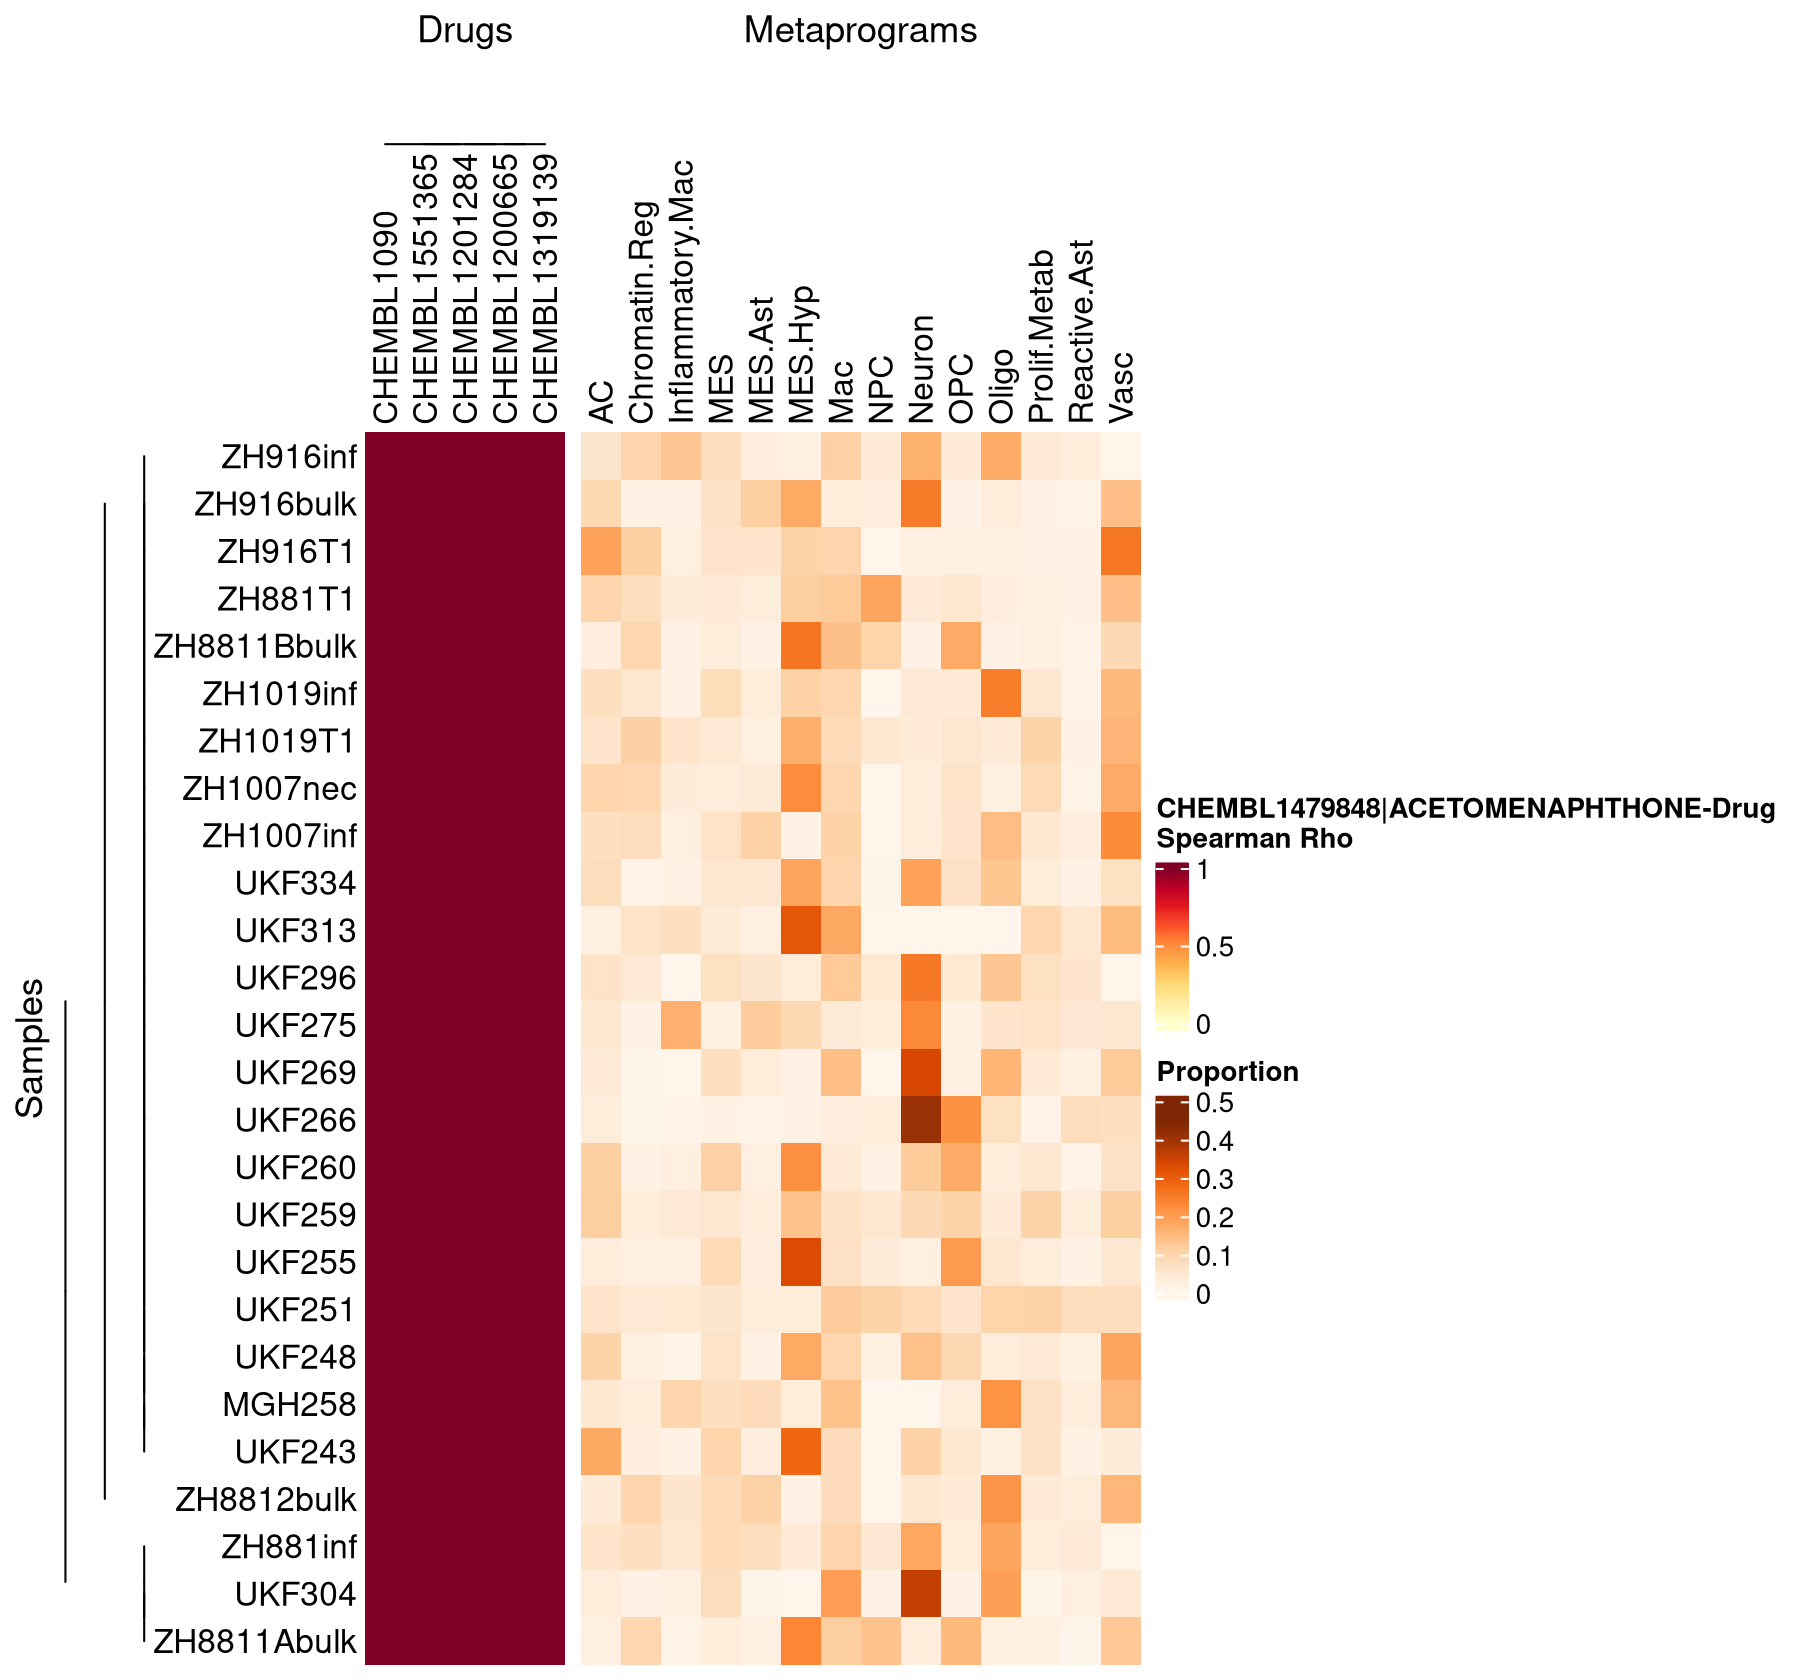 Drugs
Metaprograms
CHEMBL1090
CHEMBL1551365
CHEMBL1201284
CHEMBL1200665
CHEMBL1319139
AC
Chromatin.Reg
Inflammatory.Mac
MES
MES.Ast
MES.Hyp
Mac
NPC
Neuron
OPC
Oligo
Prolif.Metab
Reactive.Ast
Vasc
Samples
ZH916inf
ZH916bulk
ZH916T1
ZH881T1
ZH8811Bbulk
ZH1019inf
ZH1019T1
ZH1007nec
ZH1007inf
UKF334
UKF313
UKF296
UKF275
UKF269
UKF266
UKF260
UKF259
UKF255
UKF251
UKF248
MGH258
UKF243
ZH8812bulk
ZH881inf
UKF304
ZH8811Abulk
CHEMBL1479848|ACETOMENAPHTHONE-Drug
Spearman Rho
1
0.5
0
Proportion
0.5
0.4
0.3
0.2
0.1
0